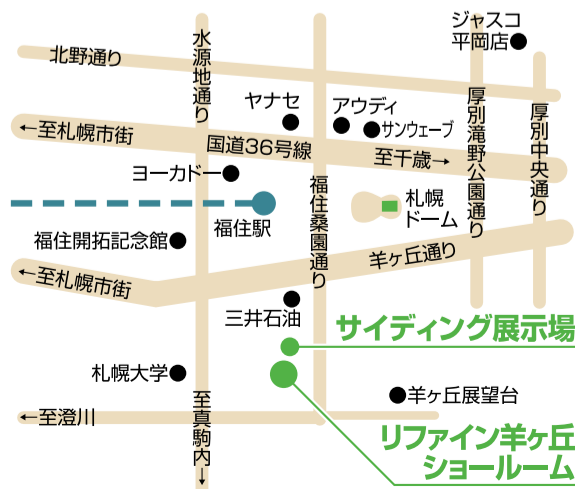 ジャスコ
平岡店
北野通り
水源地通り
ヤナセ
アウディ
サンウェーブ
厚別滝野公園通り
厚別中央通り
←至札幌市街
国道36号線
至千歳→
ヨーカドー
福住駅
福住桑園通り
札幌
ドーム
福住開拓記念館
羊ヶ丘通り
←至札幌市街
三井石油
サイディング展示場
札幌大学
羊ヶ丘展望台
←至澄川
至真駒内→
リファイン羊ヶ丘
ショールーム